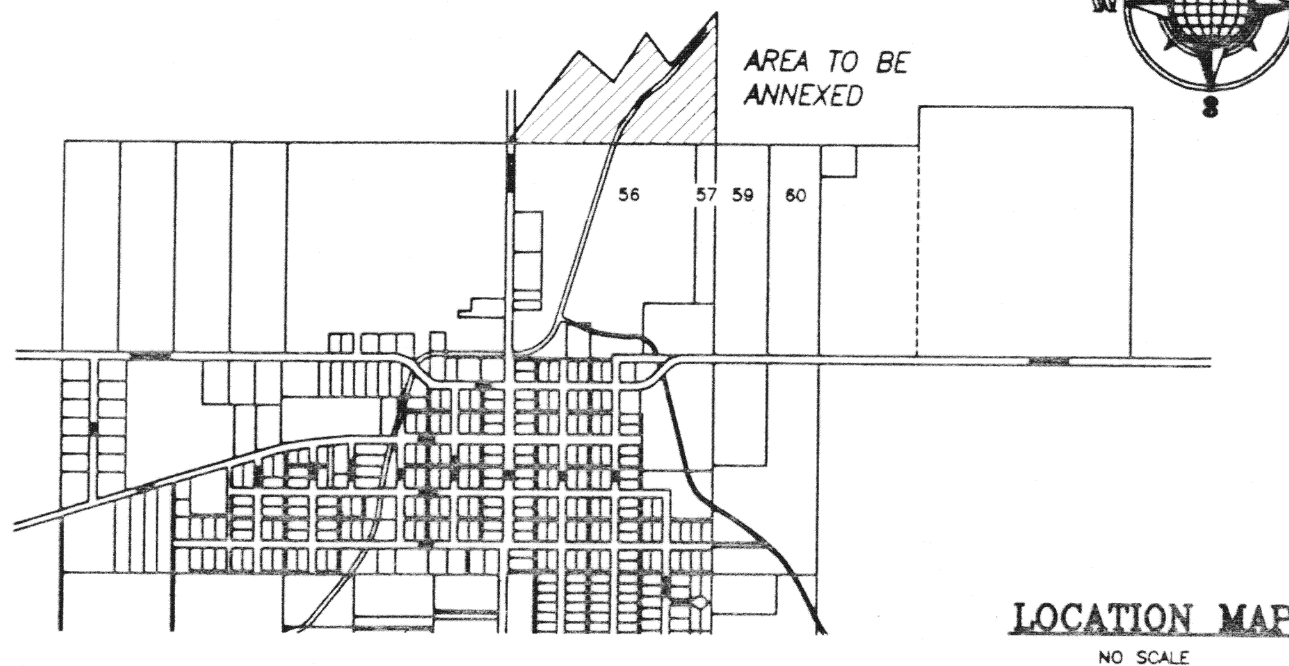 W
S
AREA TO BE
ANNEXED
56 57 59 60
LOCATION MAP
NO SCALE